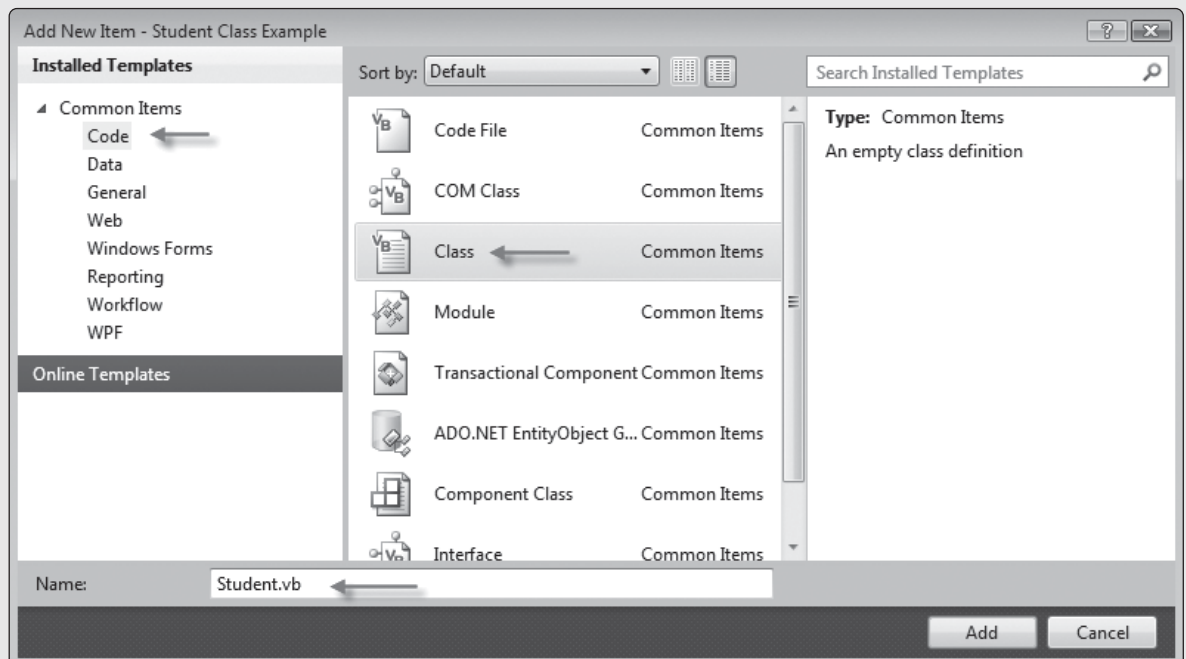 Add New Item - Student Class Example
Installed Templates
Common Items
Code
Data
General
Web
Windows Forms
Reporting
Workflow
WPF
Online Templates
Sort by: Default
Code File Common Items
COM Class Common Items
Class Common Items
Module Common Items
Transactional Component Common Items
ADO.NET EntityObject G... Common Items
Component Class Common Items
Interface Common Items
Search Installed Templates
Type: Common Items
An empty class definition
Name: Student.vb
Add Cancel